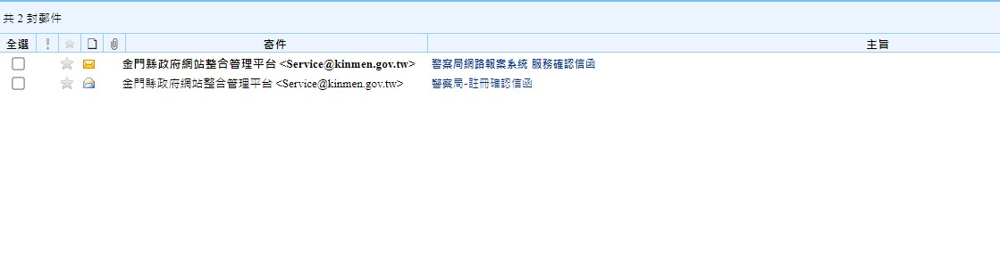 共 2 封郵件
全選 寄件 主旨
金門縣政府網站整合管理平台 <Service@kinmen.gov.tw> 警察局網路報案系統 服務確認信函
金門縣政府網站整合管理平台 <Service@kinmen.gov.tw> 警察局-註冊確認信函